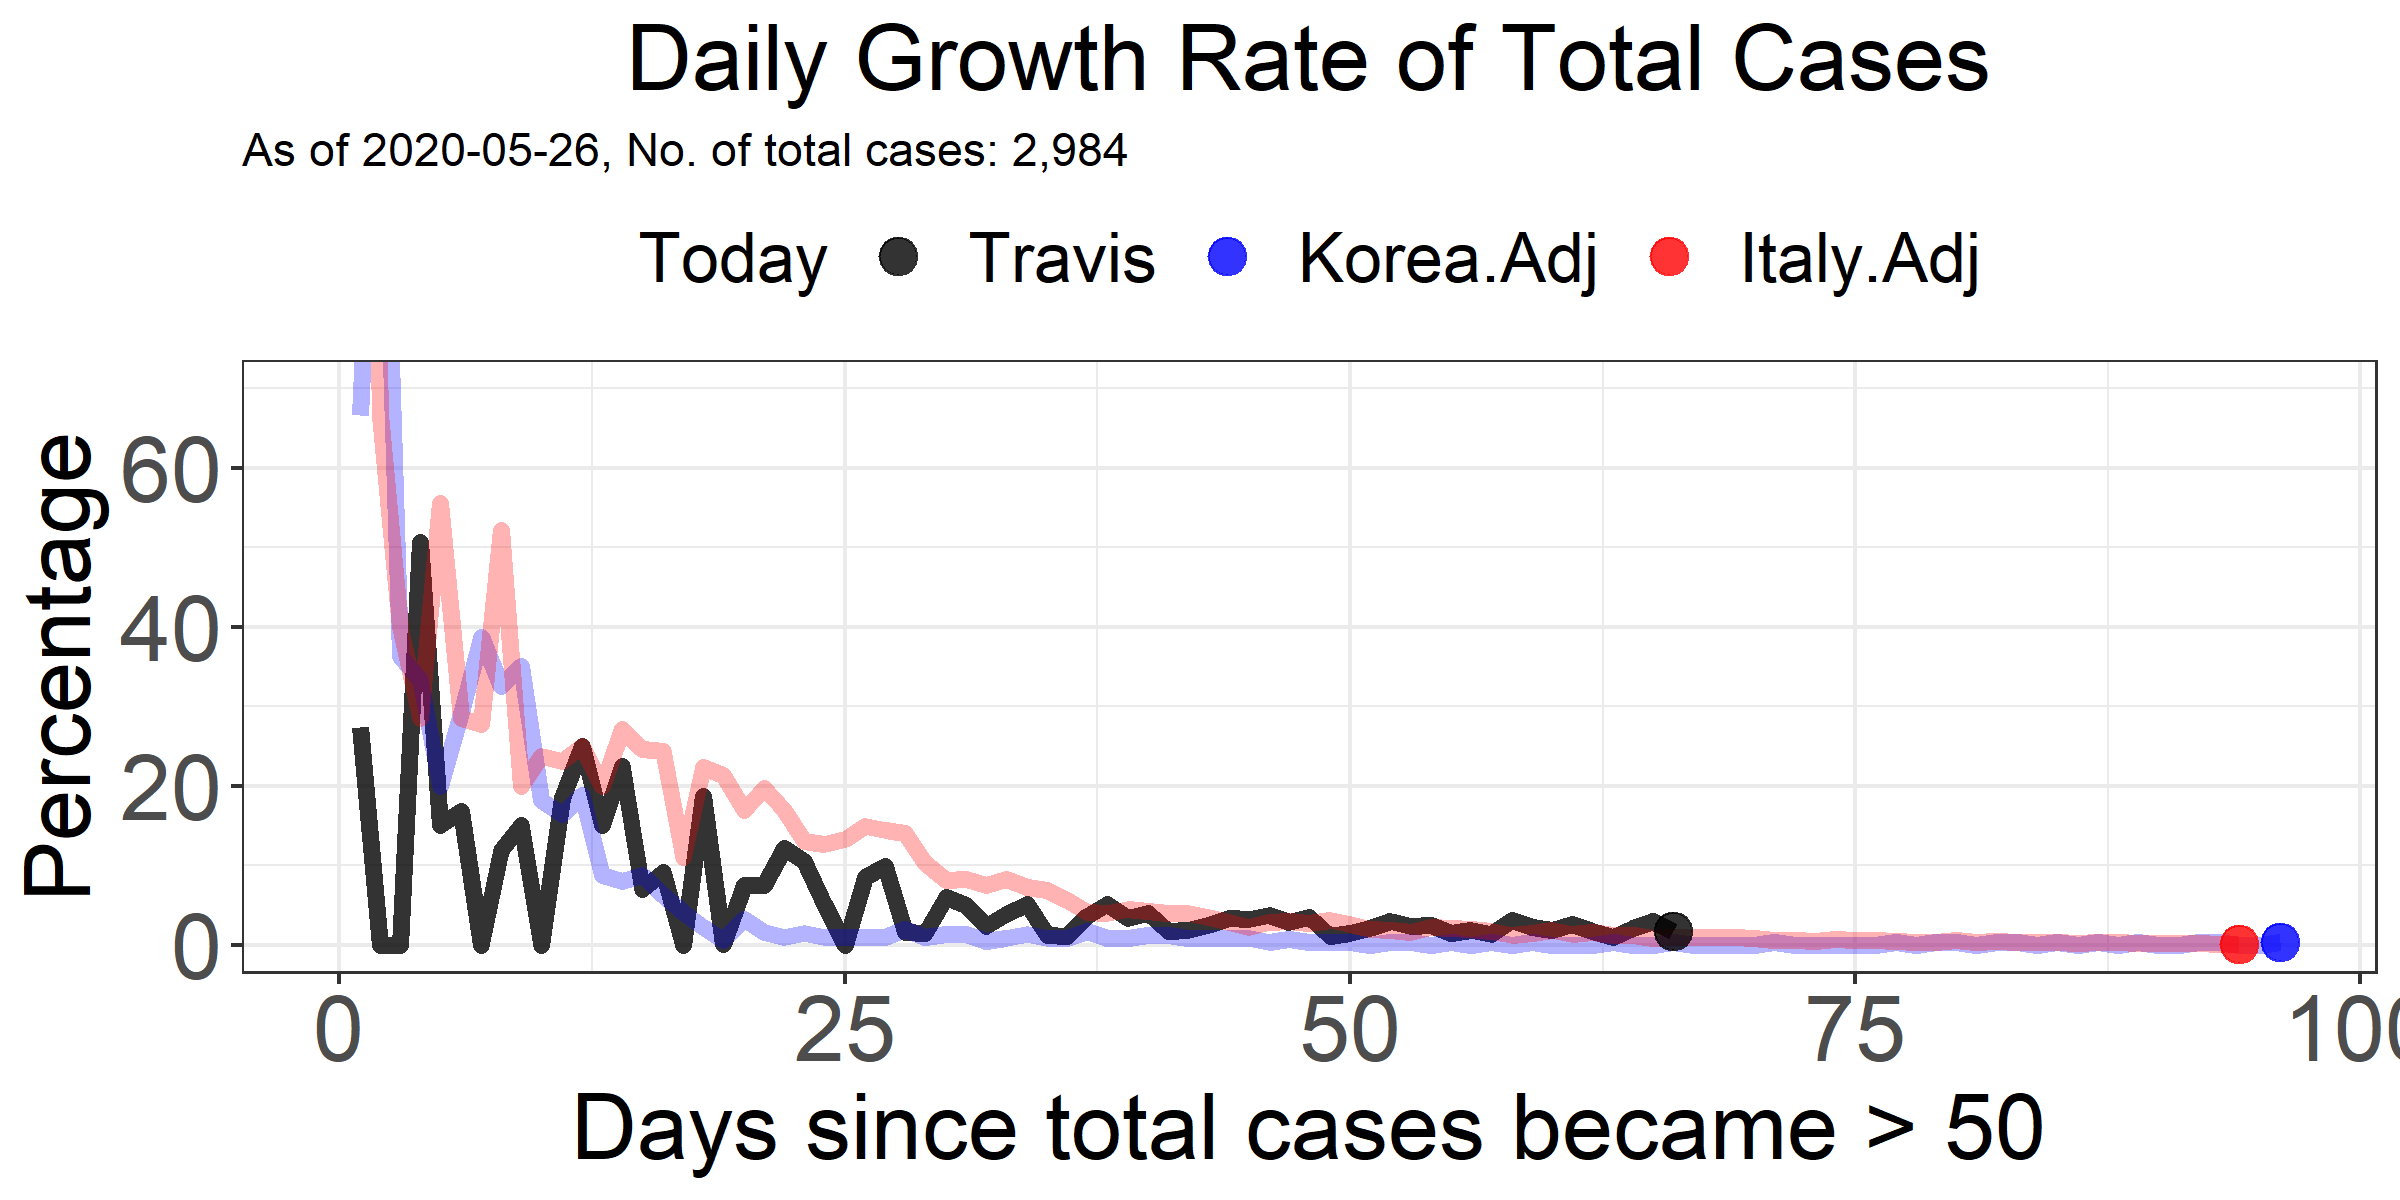 Daily Growth Rate of Total Cases
As of 2020-05-26, No. of total cases: 2,984
Today Travis Korea.Adj Italy.Adj
Percentage
60
40
20
0
0 25 50 75 100
Days since total cases became > 50